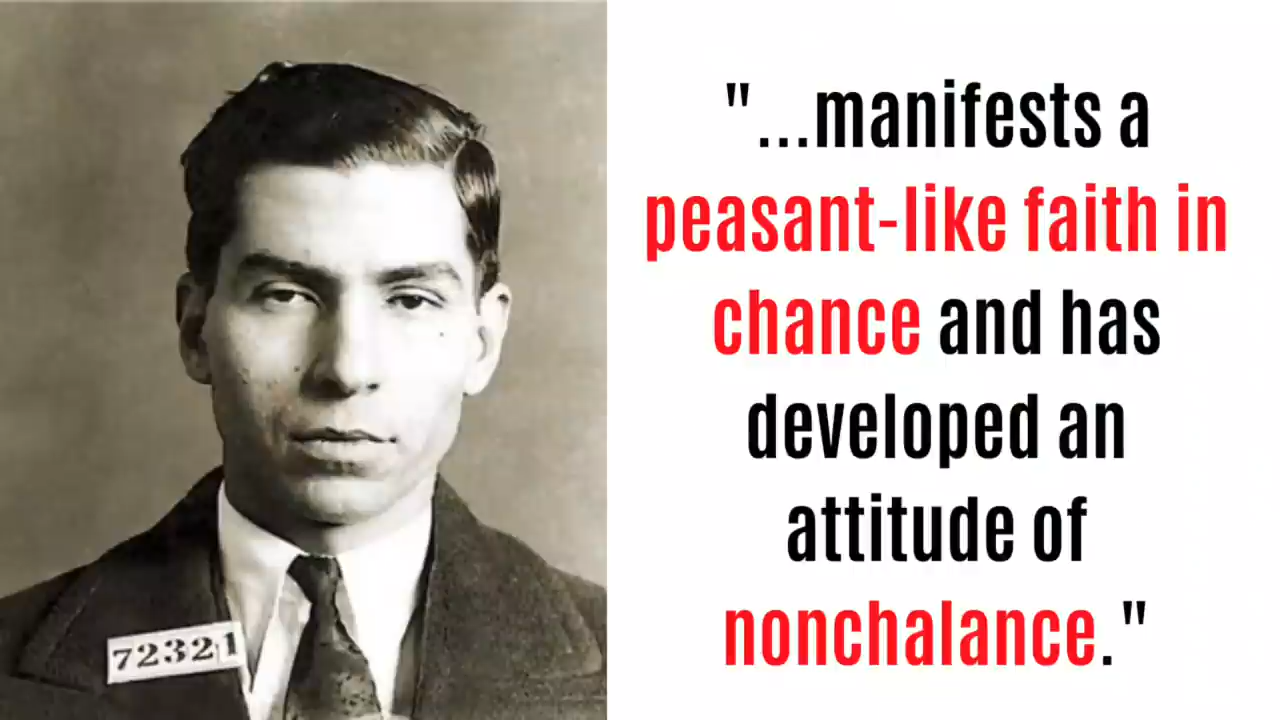 72321
"...manifests a
peasant-like faith in
chance and has
developed an
attitude of
nonchalance."